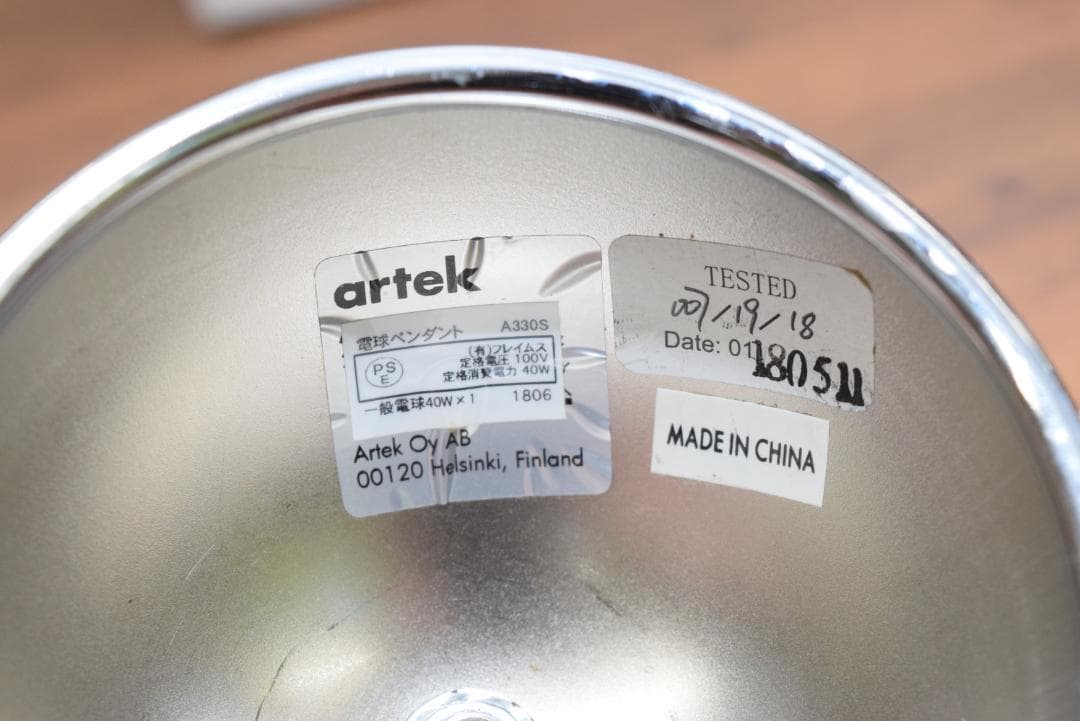 artek
電球ペンダント A330S
PS
E
(有)フレイムス
定格電圧 100V
定格消費電力 40W
一般電球40W×1 1806
Artek Oy AB
00120 Helsinki, Finland
TESTED
007/19/18
Date: 01
180511
MADE IN CHINA